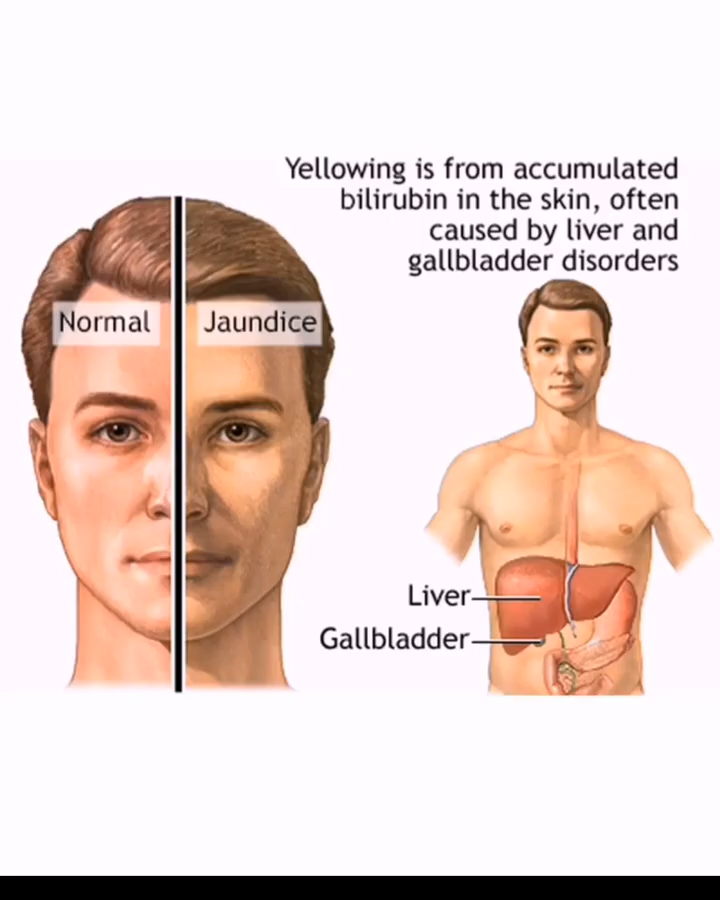 Yellowing is from accumulated
bilirubin in the skin, often
caused by liver and
gallbladder disorders
Normal
Jaundice
Liver
Gallbladder